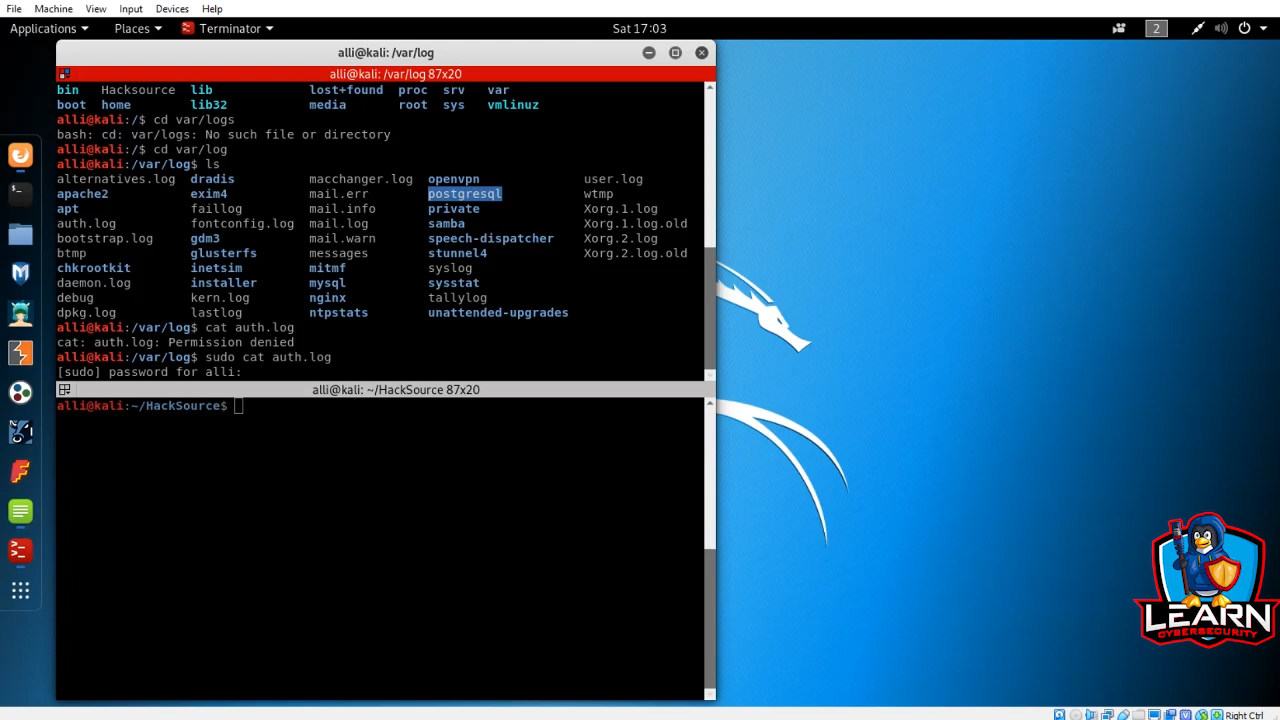 File Machine View Input Devices Help
Applications Places Terminator Sat 17:03 2
alli@kali: /var/log
alli@kali: /var/log 87x20
bin Hacksource lib lost+found proc srv var
boot home lib32 media root sys vmlinuz
alli@kali:/$ cd var/logs
bash: cd: var/logs: No such file or directory
alli@kali:/$ cd var/log
alli@kali:/var/log$ ls
alternatives.log dradis macchanger.log openvpn user.log
apache2 exim4 mail.err postgresql wtmp
apt faillog mail.info private Xorg.1.log
auth.log fontconfig.log mail.log samba Xorg.1.log.old
bootstrap.log gdm3 mail.warn speech-dispatcher Xorg.2.log
btmp glusterfs messages stunnel4 Xorg.2.log.old
chkrootkit inetsim mitmf syslog
daemon.log installer mysql sysstat
debug kern.log nginx tallylog
dpkg.log lastlog ntpstats unattended-upgrades
alli@kali:/var/log$ cat auth.log
cat: auth.log: Permission denied
alli@kali:/var/log$ sudo cat auth.log
[sudo] password for alli:
alli@kali: ~/HackSource 87x20
alli@kali:~/HackSource$
LEARN
CYBERSECURITY
Right Ctrl